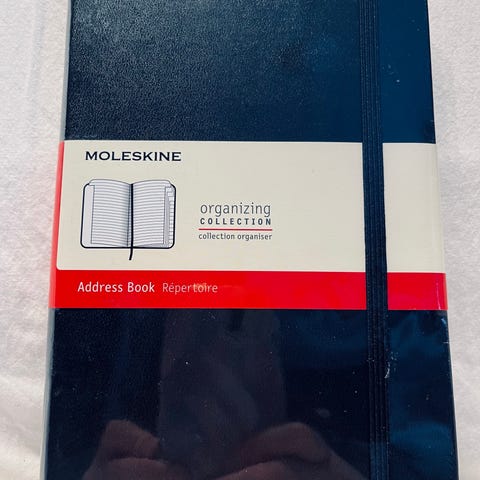 MOLESKINE
organizing
COLLECTION
collection organiser
Address Book Répertoire